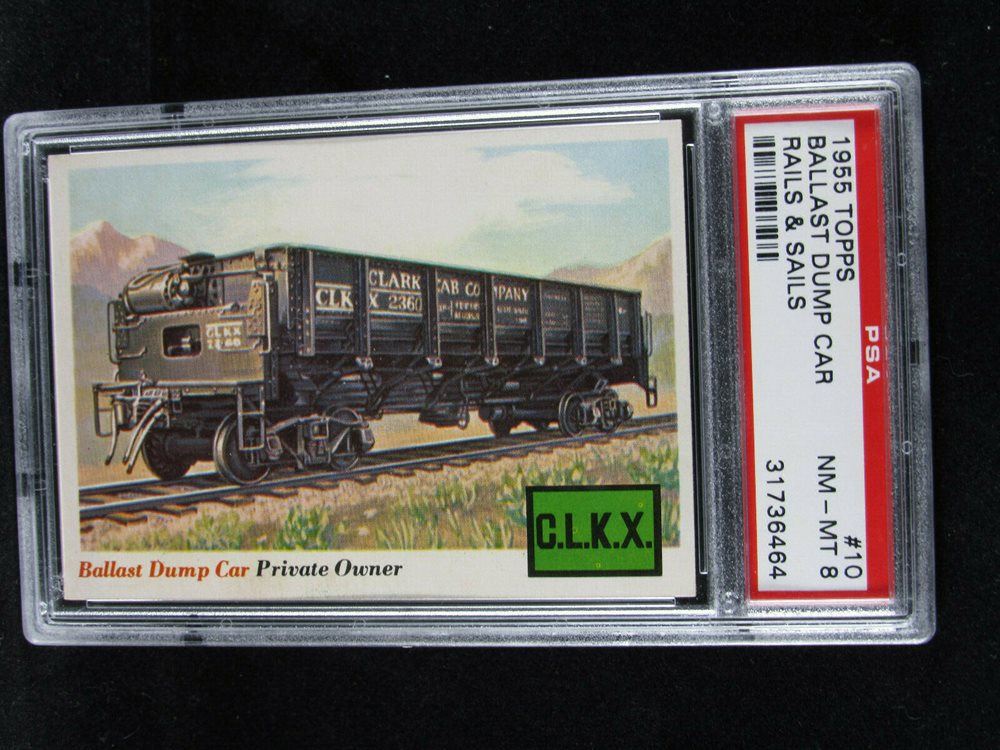 PSA
1955 TOPPS #10
BALLAST DUMP CAR NM-MT 8
RAILS & SAILS 31736464
CLARK CAR COMPANY
CLKX 2360
CLKX
C.L.K.X.
Ballast Dump Car Private Owner